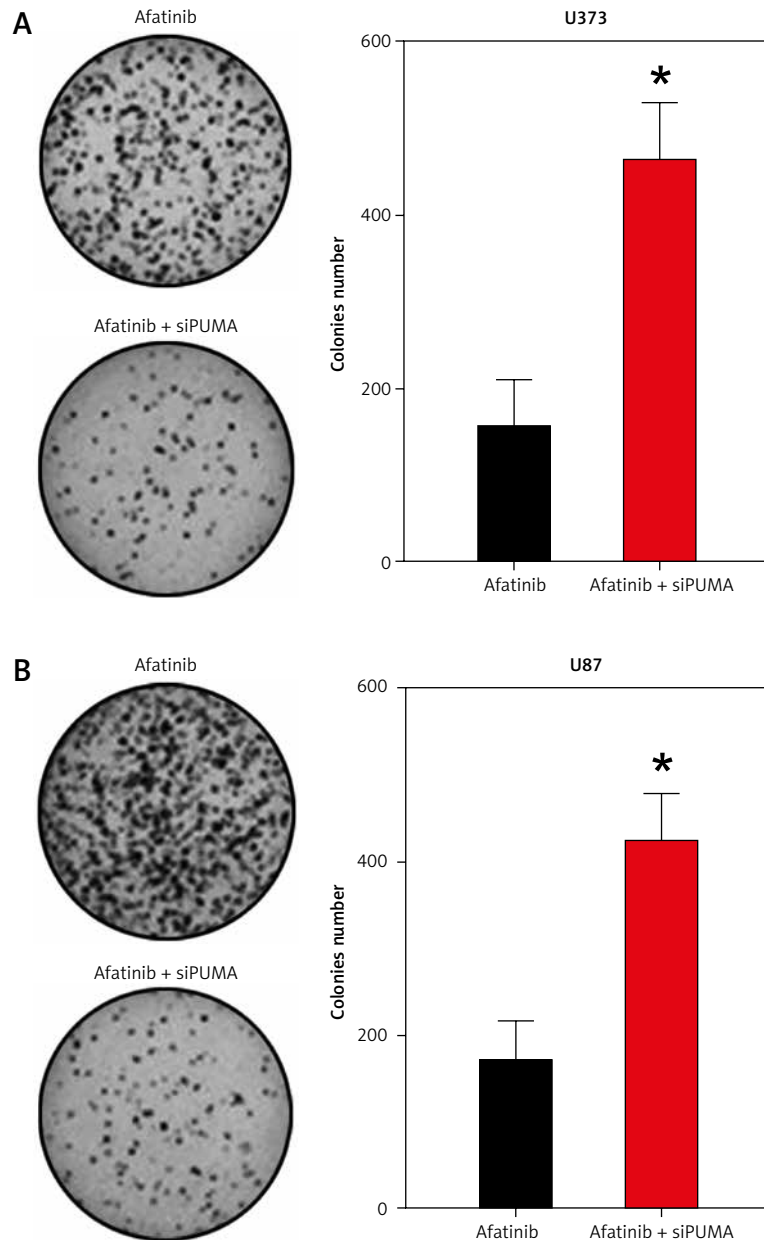 A
Afatinib
Afatinib + siPUMA
U373
Colonies number
600
*
400
200
0
Afatinib
Afatinib + siPUMA
B
Afatinib
Afatinib + siPUMA
U87
Colonies number
600
*
400
200
0
Afatinib
Afatinib + siPUMA